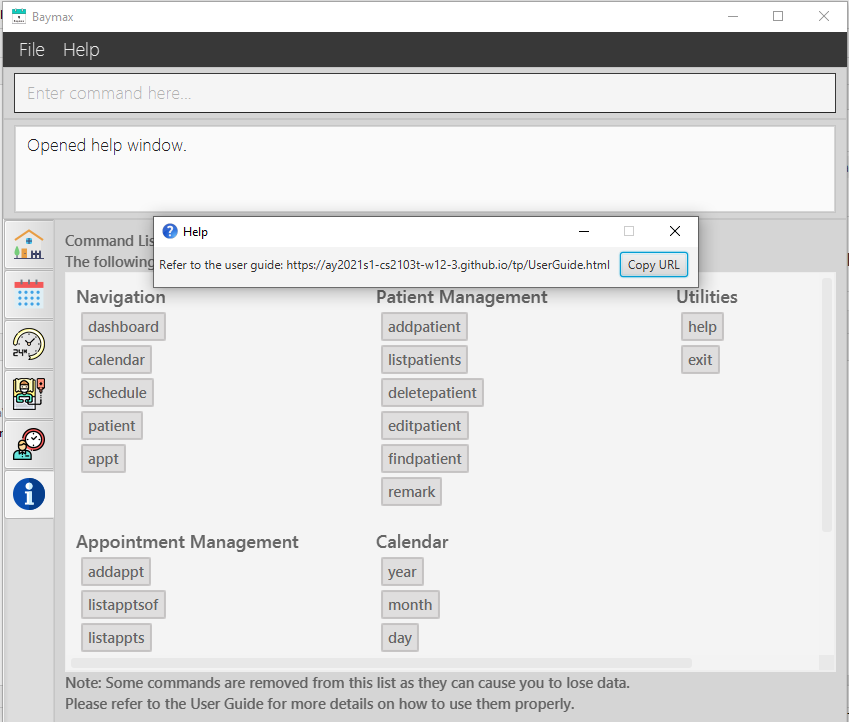 Baymax
File Help
Enter command here...
Opened help window.
Help
Command Lis
The following
Refer to the user guide: https://ay2021s1-cs2103t-w12-3.github.io/tp/UserGuide.html Copy URL
Navigation
dashboard
calendar
schedule
patient
appt
Patient Management
addpatient
listpatients
deletepatient
editpatient
findpatient
remark
Utilities
help
exit
Appointment Management
addappt
listapptsof
listappts
Calendar
year
month
day
Note: Some commands are removed from this list as they can cause you to lose data.
Please refer to the User Guide for more details on how to use them properly.